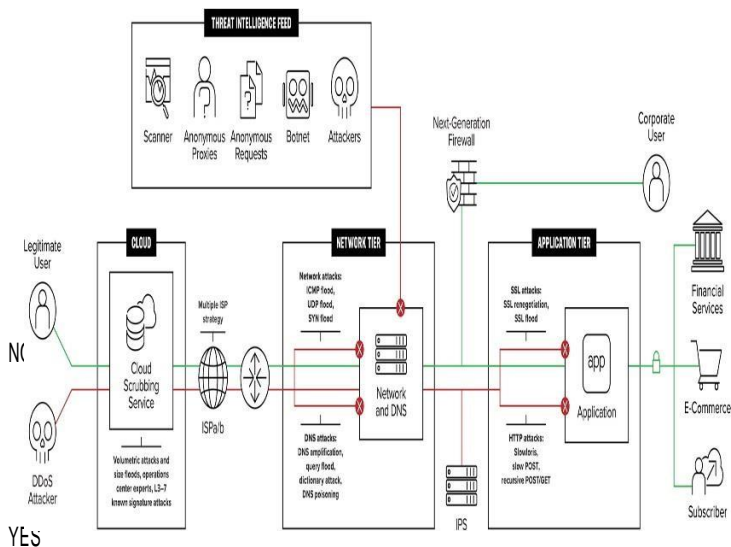 THREAT INTELLIGENCE FEED
Scanner
Anonymous
Proxies
Anonymous
Requests
Botnet
Attackers
Next-Generation
Firewall
Corporate
User
CLOUD
NETWORK TIER
APPLICATION TIER
Legitimate
User
Cloud
Scrubbing
Service
Volumetric attacks and
size floods, operations
center experts, L3–7
known signature attacks
DDoS
Attacker
Multiple ISP
strategy
ISPa/b
Network attacks:
ICMP flood,
UDP flood,
SYN flood
Network
and DNS
DNS attacks:
DNS amplification,
query flood,
dictionary attack,
DNS poisoning
IPS
SSL attacks:
SSL renegotiation,
SSL flood
app
Application
HTTP attacks:
Slowloris,
slow POST,
recursive POST/GET
Financial
Services
E-Commerce
Subscriber
YES